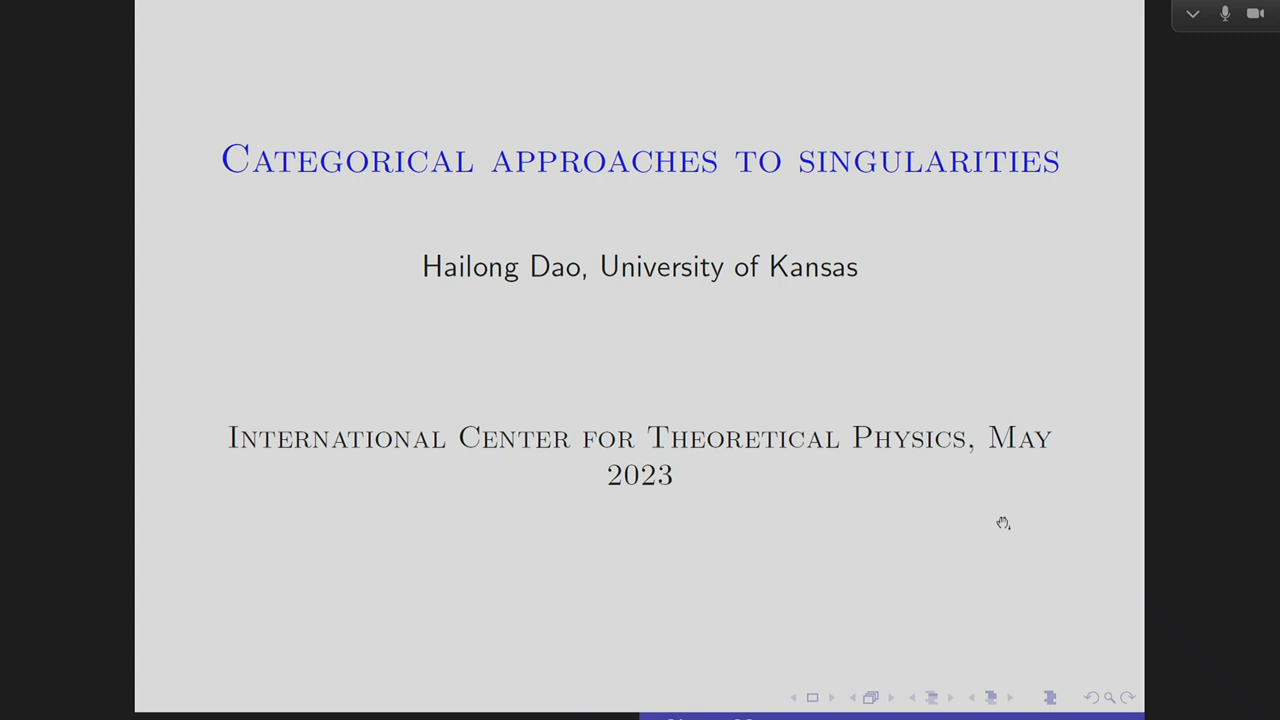 Categorical approaches to singularities
Hailong Dao, University of Kansas
International Center for Theoretical Physics, May
2023